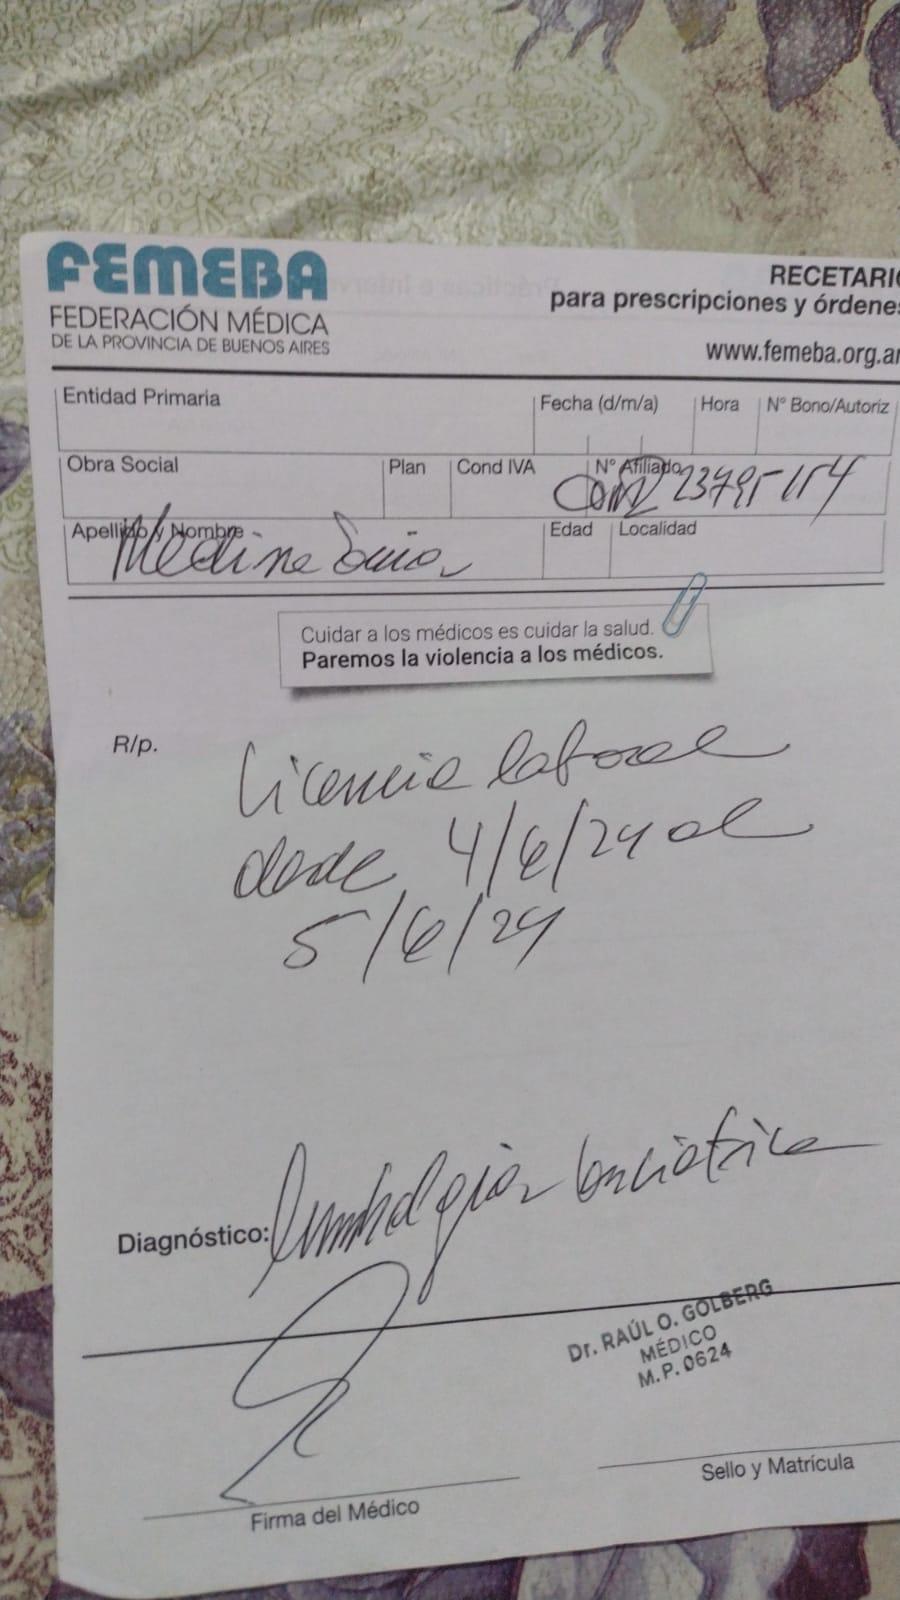 FEMEBA
FEDERACIÓN MÉDICA
DE LA PROVINCIA DE BUENOS AIRES
RECETARIO
para prescripciones y órdenes
www.femeba.org.ar
Entidad Primaria
Fecha (d/m/a)
Hora
N° Bono/Autoriz
Obra Social
Plan
Cond IVA
N° Afiliado
Apellido y Nombre
Medina
Edad
Localidad
Cuidar a los médicos es cuidar la salud.
Paremos la violencia a los médicos.
R/p.
Licencia laboral
desde 4/6/24 al
5/6/24
Diagnóstico: lumbalgia
Dr. RAÚL O. GOLBERG
MÉDICO
M.P. 0624
Firma del Médico
Sello y Matrícula